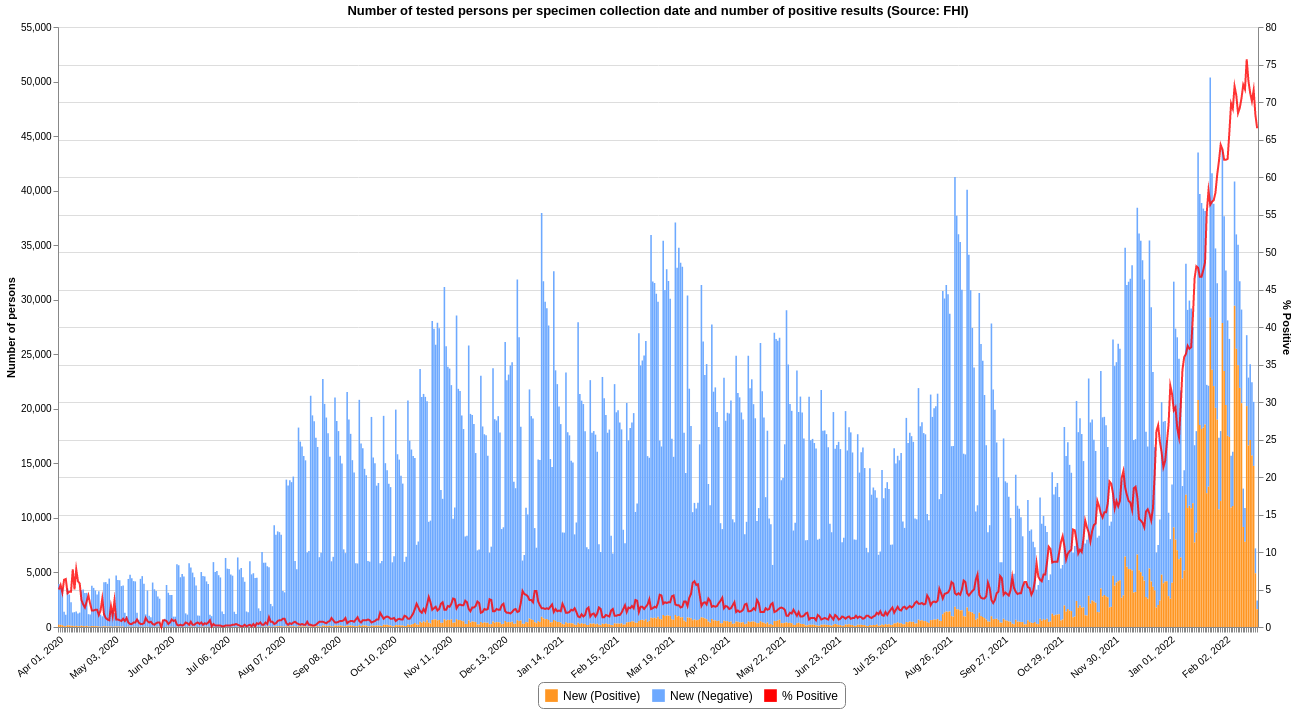 Number of tested persons per specimen collection date and number of positive results (Source: FHI)
55,000
50,000
45,000
40,000
35,000
30,000
25,000
20,000
15,000
10,000
5,000
0
Number of persons
80
75
70
65
60
55
50
45
40
35
30
25
20
15
10
5
0
% Positive
Apr 01, 2020
May 03, 2020
Jun 04, 2020
Jul 06, 2020
Aug 07, 2020
Sep 08, 2020
Oct 10, 2020
Nov 11, 2020
Dec 13, 2020
Jan 14, 2021
Feb 15, 2021
Mar 19, 2021
Apr 20, 2021
May 22, 2021
Jun 23, 2021
Jul 25, 2021
Aug 26, 2021
Sep 27, 2021
Oct 29, 2021
Nov 30, 2021
Jan 01, 2022
Feb 02, 2022
New (Positive) New (Negative) % Positive